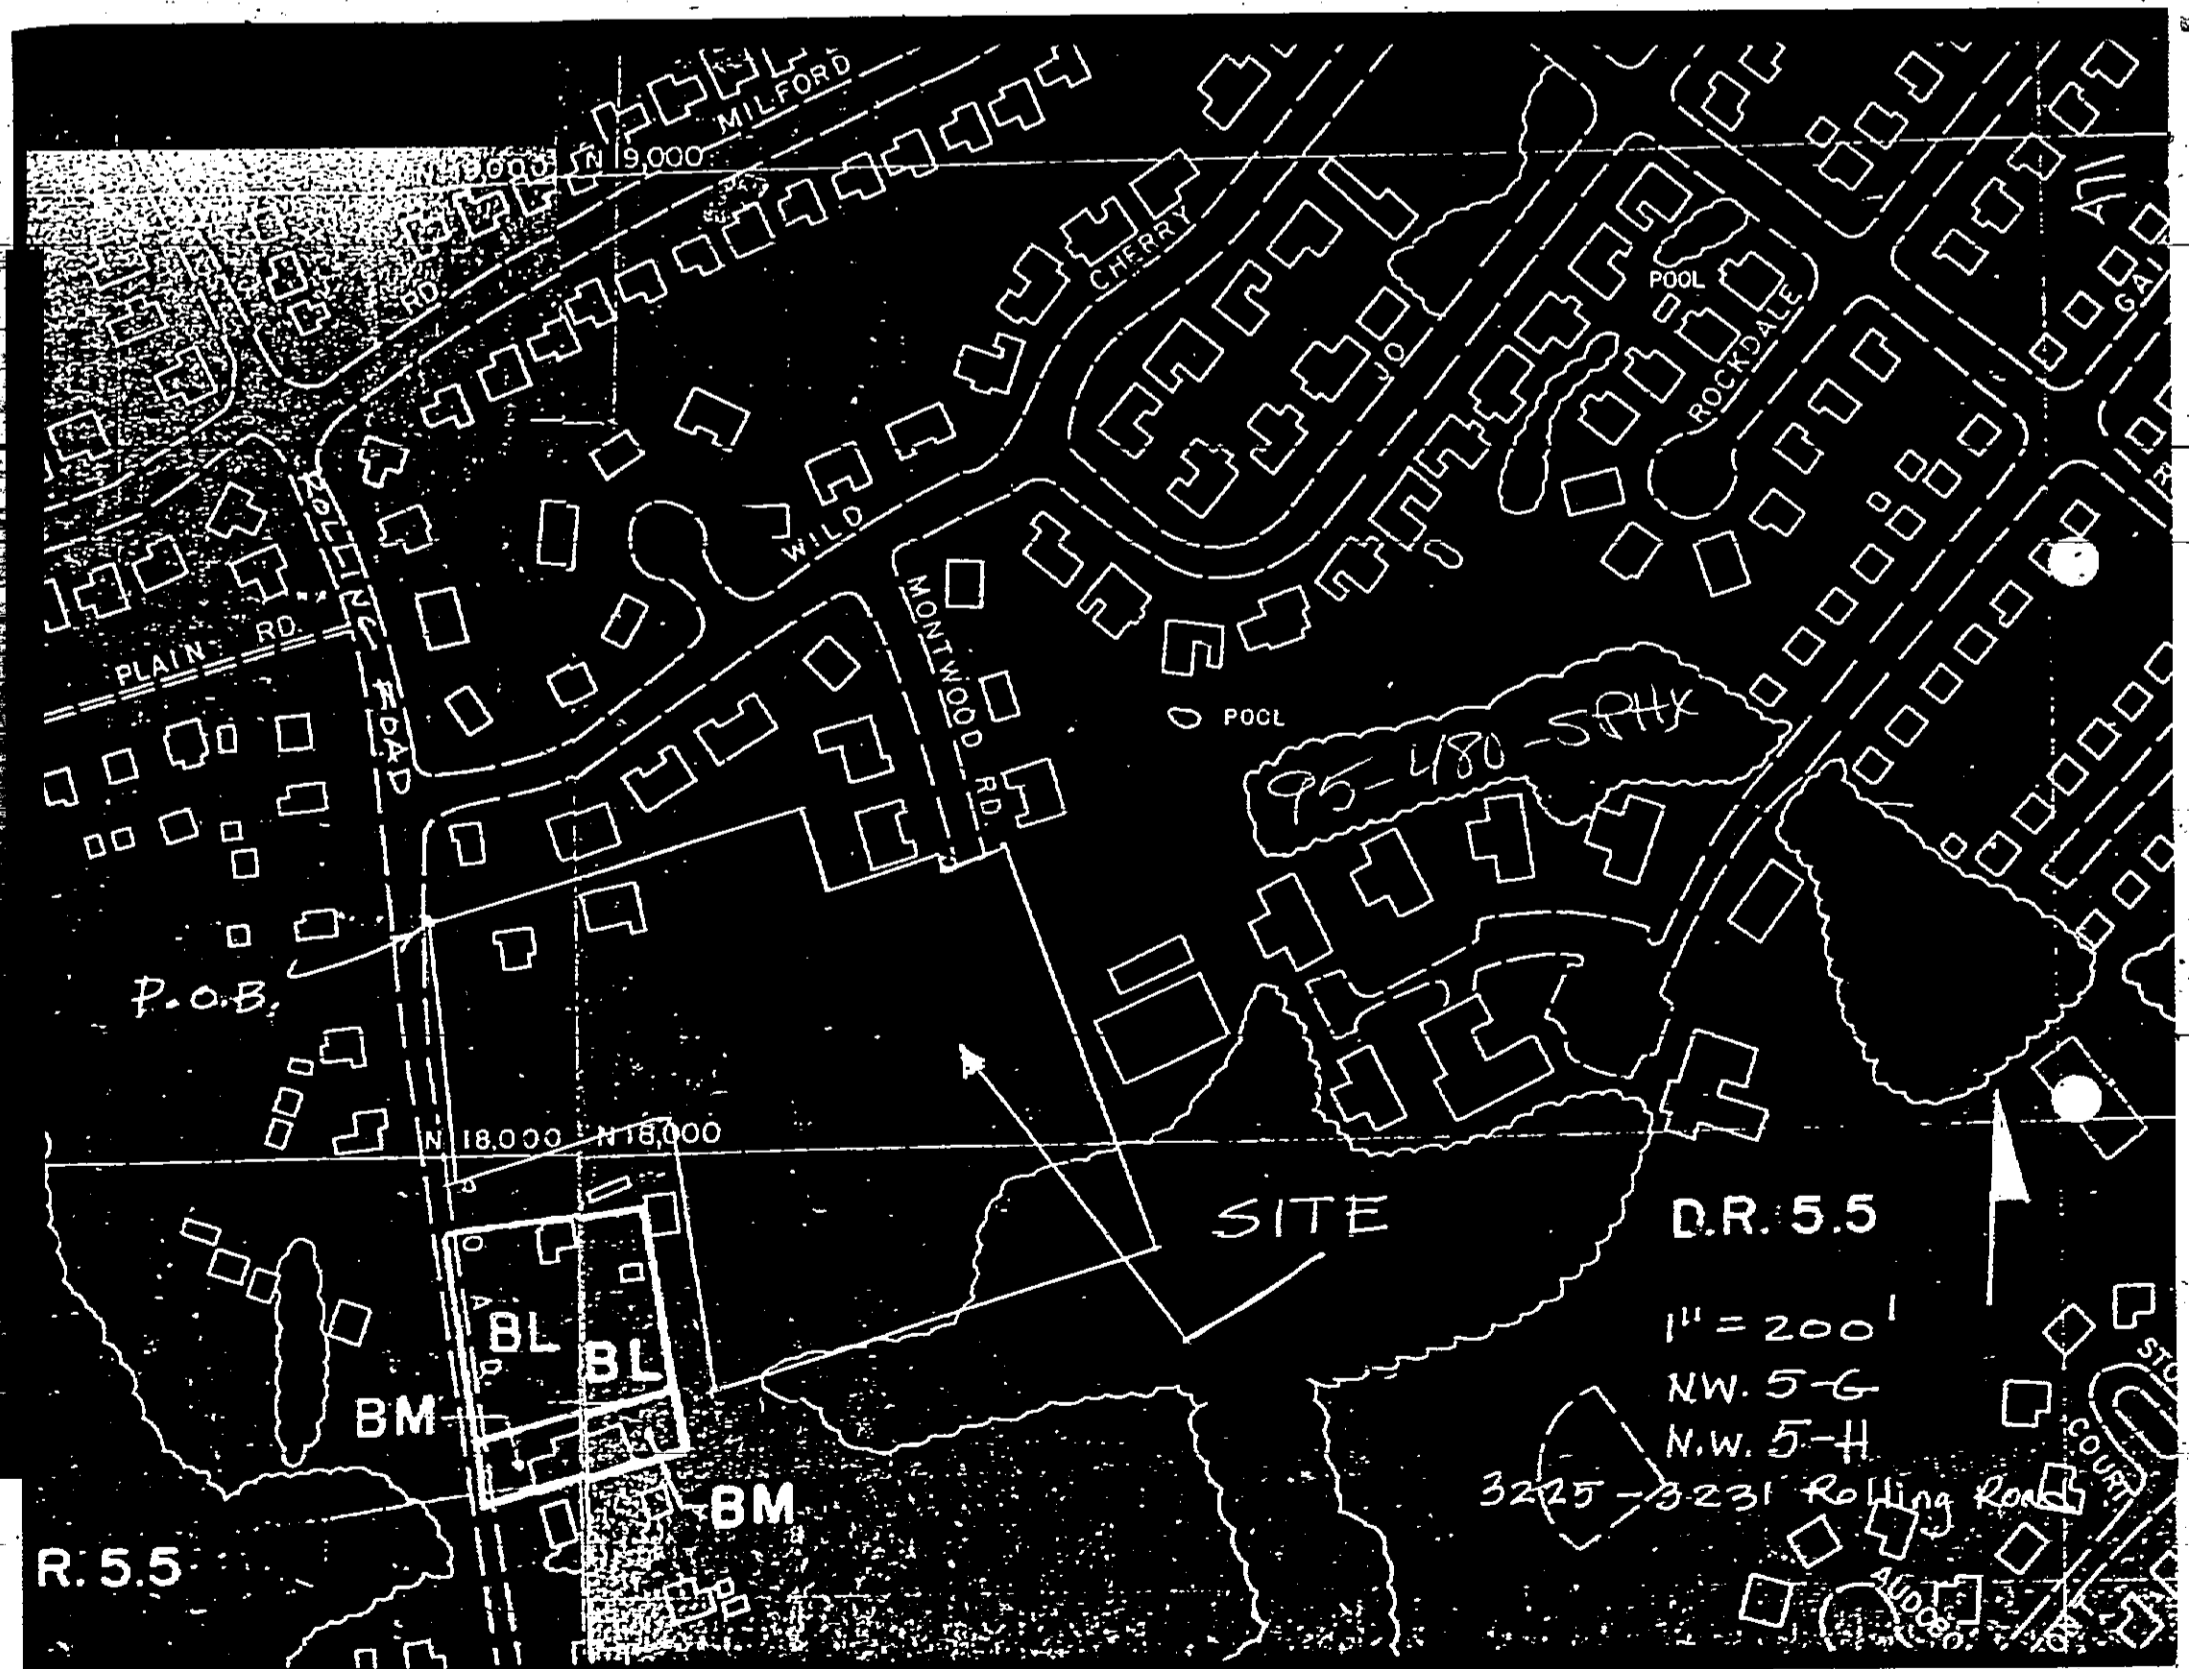 MILFORD
N 19,000 N 19,000
RD.
CHERRY
POOL
JO
ROCKDALE
WILD
ROLLING
ROAD
PLAIN RD.
MONTWOOD RD.
POOL
95-480-SPHX
P.O.B.
N 18,000 N 18,000
SITE
D.R. 5.5
ROAD
BL BL
1" = 200'
BM
N.W. 5-G
N.W. 5-H
3225-3231 Rolling Road
BM
COURT
R. 5.5